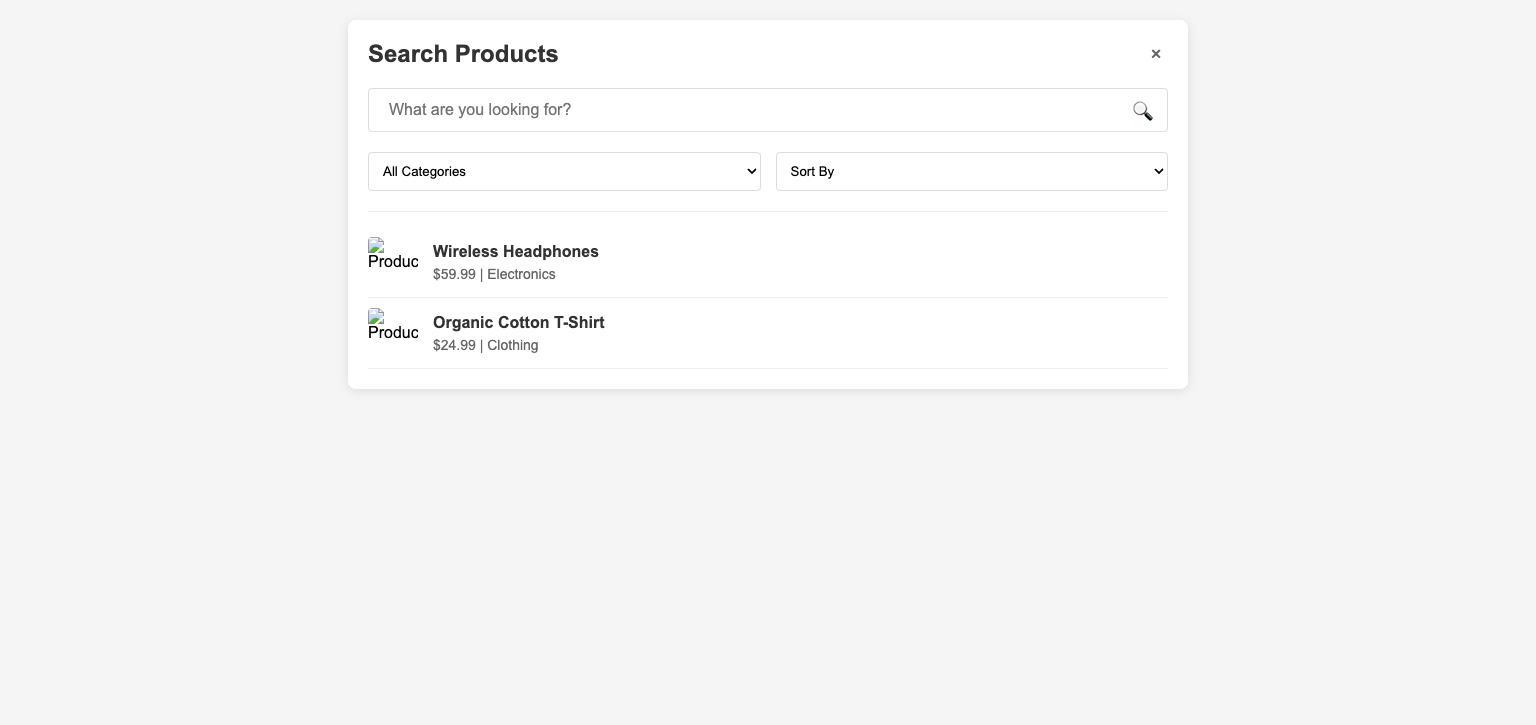 Search Products
×
What are you looking for?
All Categories
Sort By
Produc
Wireless Headphones
$59.99 | Electronics
Produc
Organic Cotton T-Shirt
$24.99 | Clothing